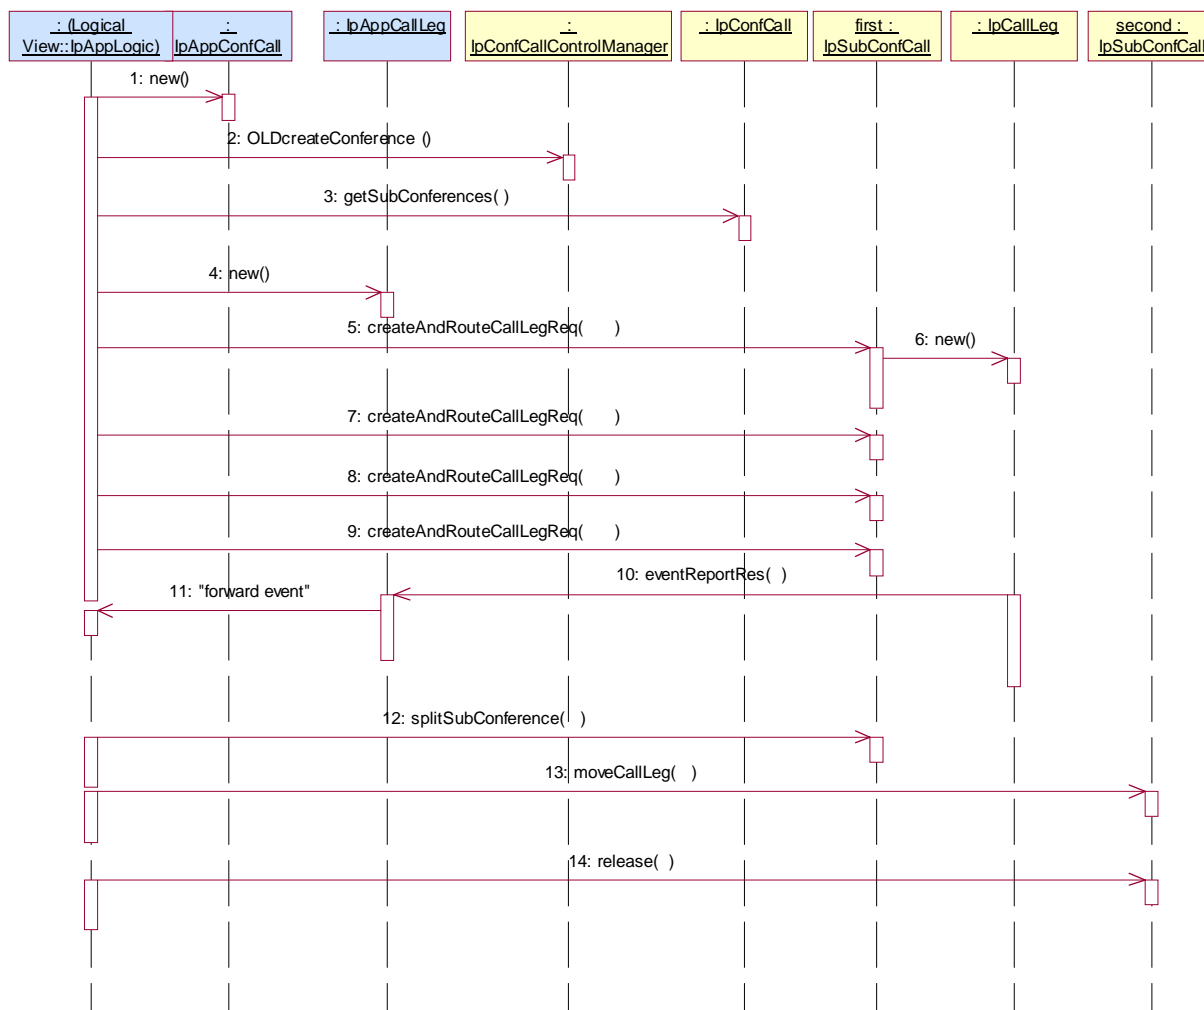 : (Logical
View::IpAppLogic)
:
IpAppConfCall
: IpAppCallLeg
:
IpConfCallControlManager
: IpConfCall
first :
IpSubConfCall
: IpCallLeg
second :
IpSubConfCall
1: new()
2: OLDcreateConference ()
3: getSubConferences( )
4: new()
5: createAndRouteCallLegReq( )
6: new()
7: createAndRouteCallLegReq( )
8: createAndRouteCallLegReq( )
9: createAndRouteCallLegReq( )
10: eventReportRes( )
11: "forward event"
12: splitSubConference( )
13: moveCallLeg( )
14: release( )